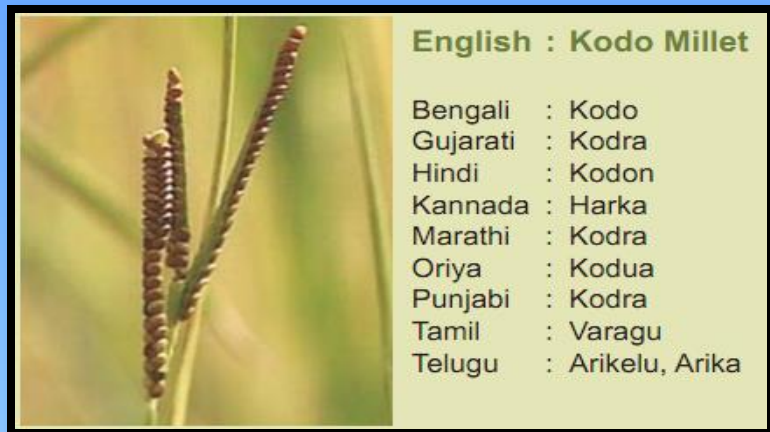 English : Kodo Millet
Bengali : Kodo
Gujarati : Kodra
Hindi : Kodon
Kannada : Harka
Marathi : Kodra
Oriya : Kodua
Punjabi : Kodra
Tamil : Varagu
Telugu : Arikelu, Arika